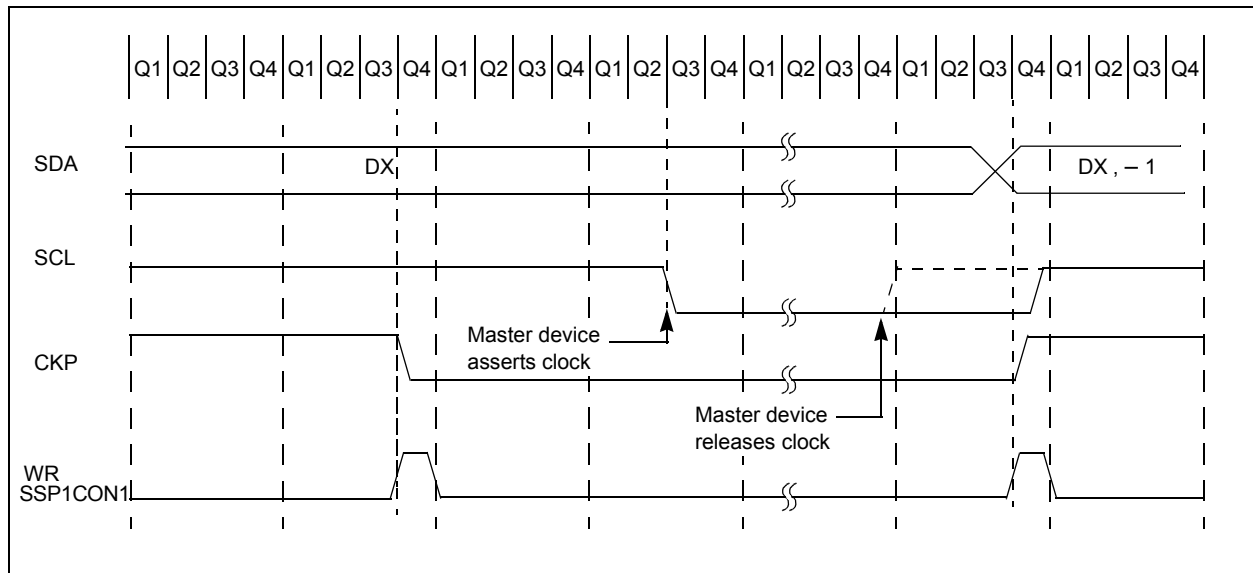 Q1 Q2 Q3 Q4 Q1 Q2 Q3 Q4 Q1 Q2 Q3 Q4 Q1 Q2 Q3 Q4 Q1 Q2 Q3 Q4 Q1 Q2 Q3 Q4 Q1 Q2 Q3 Q4
SDA
DX
DX , – 1
SCL
Master device
asserts clock
CKP
Master device
releases clock
WR
SSP1CON1